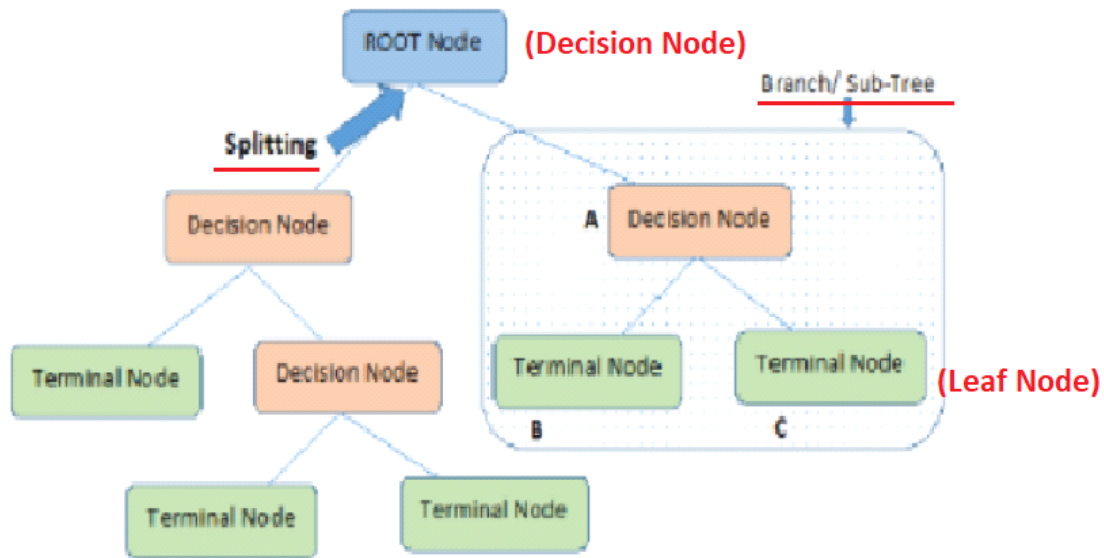 ROOT Node
(Decision Node)
Branch/ Sub-Tree
Splitting
Decision Node
A
Decision Node
Terminal Node
Decision Node
Terminal Node
Terminal Node
(Leaf Node)
B
C
Terminal Node
Terminal Node